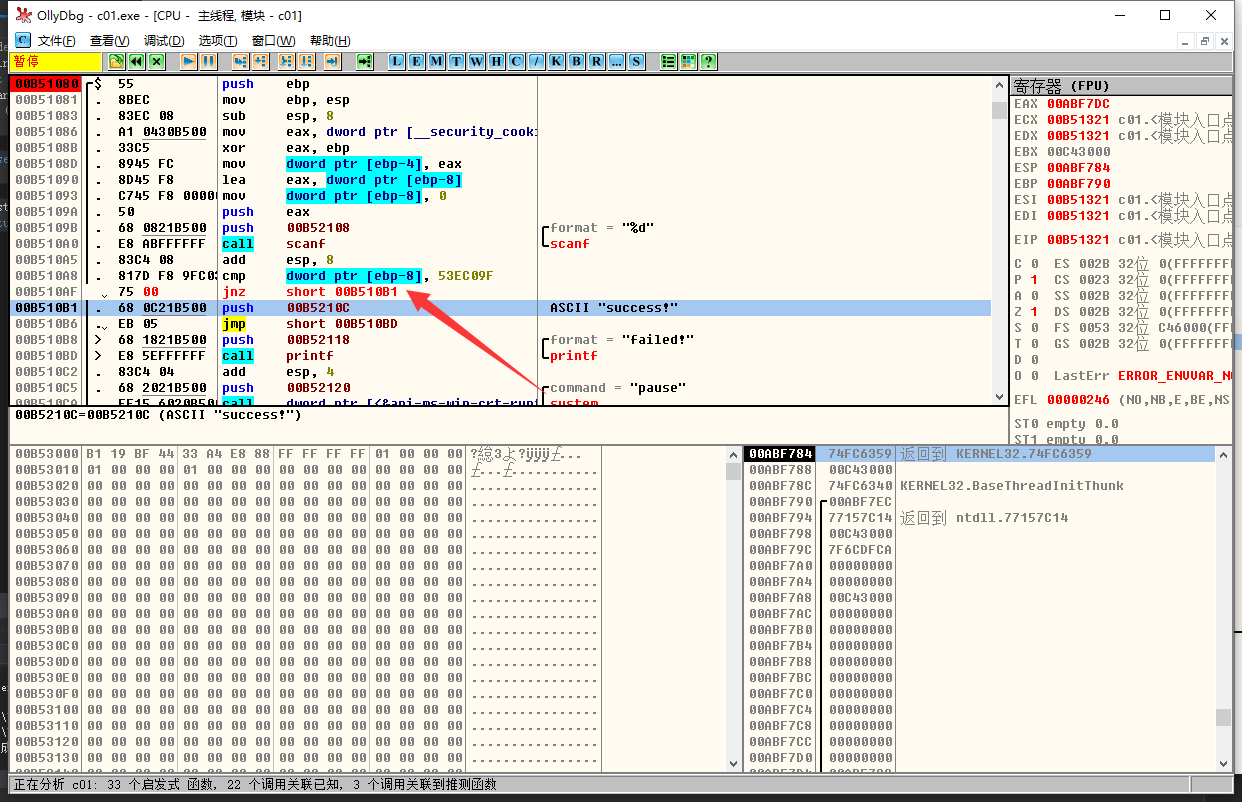 OllyDbg - c01.exe - [CPU - 主线程, 模块 - c01]
文件(F) 查看(V) 调试(D) 选项(T) 窗口(W) 帮助(H)
暂停 L E M T W H C / K B R ... S ?
00B51080 $ 55 push ebp
00B51081 . 8BEC mov ebp, esp
00B51083 . 83EC 08 sub esp, 8
00B51086 . A1 0430B500 mov eax, dword ptr [__security_cook
00B5108B . 33C5 xor eax, ebp
00B5108D . 8945 FC mov dword ptr [ebp-4], eax
00B51090 . 8D45 F8 lea eax, dword ptr [ebp-8]
00B51093 . C745 F8 0000 mov dword ptr [ebp-8], 0
00B5109A . 50 push eax
00B5109B . 68 0821B500 push 00B52108 format = "%d"
00B510A0 . E8 ABFFFFFF call scanf scanf
00B510A5 . 83C4 08 add esp, 8
00B510A8 . 817D F8 9FC0 cmp dword ptr [ebp-8], 53EC09F
00B510AF 75 00 jnz short 00B510B1
00B510B1 . 68 0C21B500 push 00B5210C ASCII "success!"
00B510B6 . EB 05 jmp short 00B510BD
00B510B8 > 68 1821B500 push 00B52118 format = "failed!"
00B510BD > E8 5EFFFFFF call printf printf
00B510C2 . 83C4 04 add esp, 4
00B510C5 . 68 2021B500 push 00B52120 command = "pause"
00B510CA . FF15 6020B500 call dword ptr [<&api-ms-win-crt-run system
00B5210C=00B5210C (ASCII "success!")
寄存器 (FPU)
EAX 00ABF7DC
ECX 00B51321 c01.<模块入口点
EDX 00B51321 c01.<模块入口点
EBX 00C43000
ESP 00ABF784
EBP 00ABF790
ESI 00B51321 c01.<模块入口点
EDI 00B51321 c01.<模块入口点
EIP 00B51321 c01.<模块入口点
C 0 ES 002B 32位 0(FFFFFFF
P 1 CS 0023 32位 0(FFFFFFF
A 0 SS 002B 32位 0(FFFFFFF
Z 1 DS 002B 32位 0(FFFFFFF
S 0 FS 0053 32位 C46000(FF
T 0 GS 002B 32位 0(FFFFFFF
D 0
O 0 LastErr ERROR_ENVVAR_N
EFL 00000246 (NO,NB,E,BE,NS
ST0 empty 0.0
ST1 empty 0.0
00B53000 B1 19 BF 44 33 A4 E8 88 FF FF FF FF 01 00 00 00
00B53010 01 00 00 00 01 00 00 00 00 00 00 00 00 00 00 00
00B53020 00 00 00 00 00 00 00 00 00 00 00 00 00 00 00 00 ................
00B53030 00 00 00 00 00 00 00 00 00 00 00 00 00 00 00 00 ................
00B53040 00 00 00 00 00 00 00 00 00 00 00 00 00 00 00 00 ................
00B53050 00 00 00 00 00 00 00 00 00 00 00 00 00 00 00 00 ................
00B53060 00 00 00 00 00 00 00 00 00 00 00 00 00 00 00 00 ................
00B53070 00 00 00 00 00 00 00 00 00 00 00 00 00 00 00 00 ................
00B53080 00 00 00 00 00 00 00 00 00 00 00 00 00 00 00 00 ................
00B53090 00 00 00 00 00 00 00 00 00 00 00 00 00 00 00 00 ................
00B530A0 00 00 00 00 00 00 00 00 00 00 00 00 00 00 00 00 ................
00B530B0 00 00 00 00 00 00 00 00 00 00 00 00 00 00 00 00 ................
00B530C0 00 00 00 00 00 00 00 00 00 00 00 00 00 00 00 00 ................
00B530D0 00 00 00 00 00 00 00 00 00 00 00 00 00 00 00 00 ................
00B530E0 00 00 00 00 00 00 00 00 00 00 00 00 00 00 00 00 ................
00B530F0 00 00 00 00 00 00 00 00 00 00 00 00 00 00 00 00 ................
00B53100 00 00 00 00 00 00 00 00 00 00 00 00 00 00 00 00 ................
00B53110 00 00 00 00 00 00 00 00 00 00 00 00 00 00 00 00 ................
00B53120 00 00 00 00 00 00 00 00 00 00 00 00 00 00 00 00 ................
00B53130 00 00 00 00 00 00 00 00 00 00 00 00 00 00 00 00 ................
00ABF784 74FC6359 返回到 KERNEL32.74FC6359
00ABF788 00C43000
00ABF78C 74FC6340 KERNEL32.BaseThreadInitThunk
00ABF790 00ABF7EC
00ABF794 77157C14 返回到 ntdll.77157C14
00ABF798 00C43000
00ABF79C 7F6CDFCA
00ABF7A0 00000000
00ABF7A4 00000000
00ABF7A8 00C43000
00ABF7AC 00000000
00ABF7B0 00000000
00ABF7B4 00000000
00ABF7B8 00000000
00ABF7BC 00000000
00ABF7C0 00000000
00ABF7C4 00000000
00ABF7C8 00000000
00ABF7CC 00000000
00ABF7D0 00000000
正在分析 c01: 33 个启发式 函数, 22 个调用关联已知, 3 个调用关联到推测函数